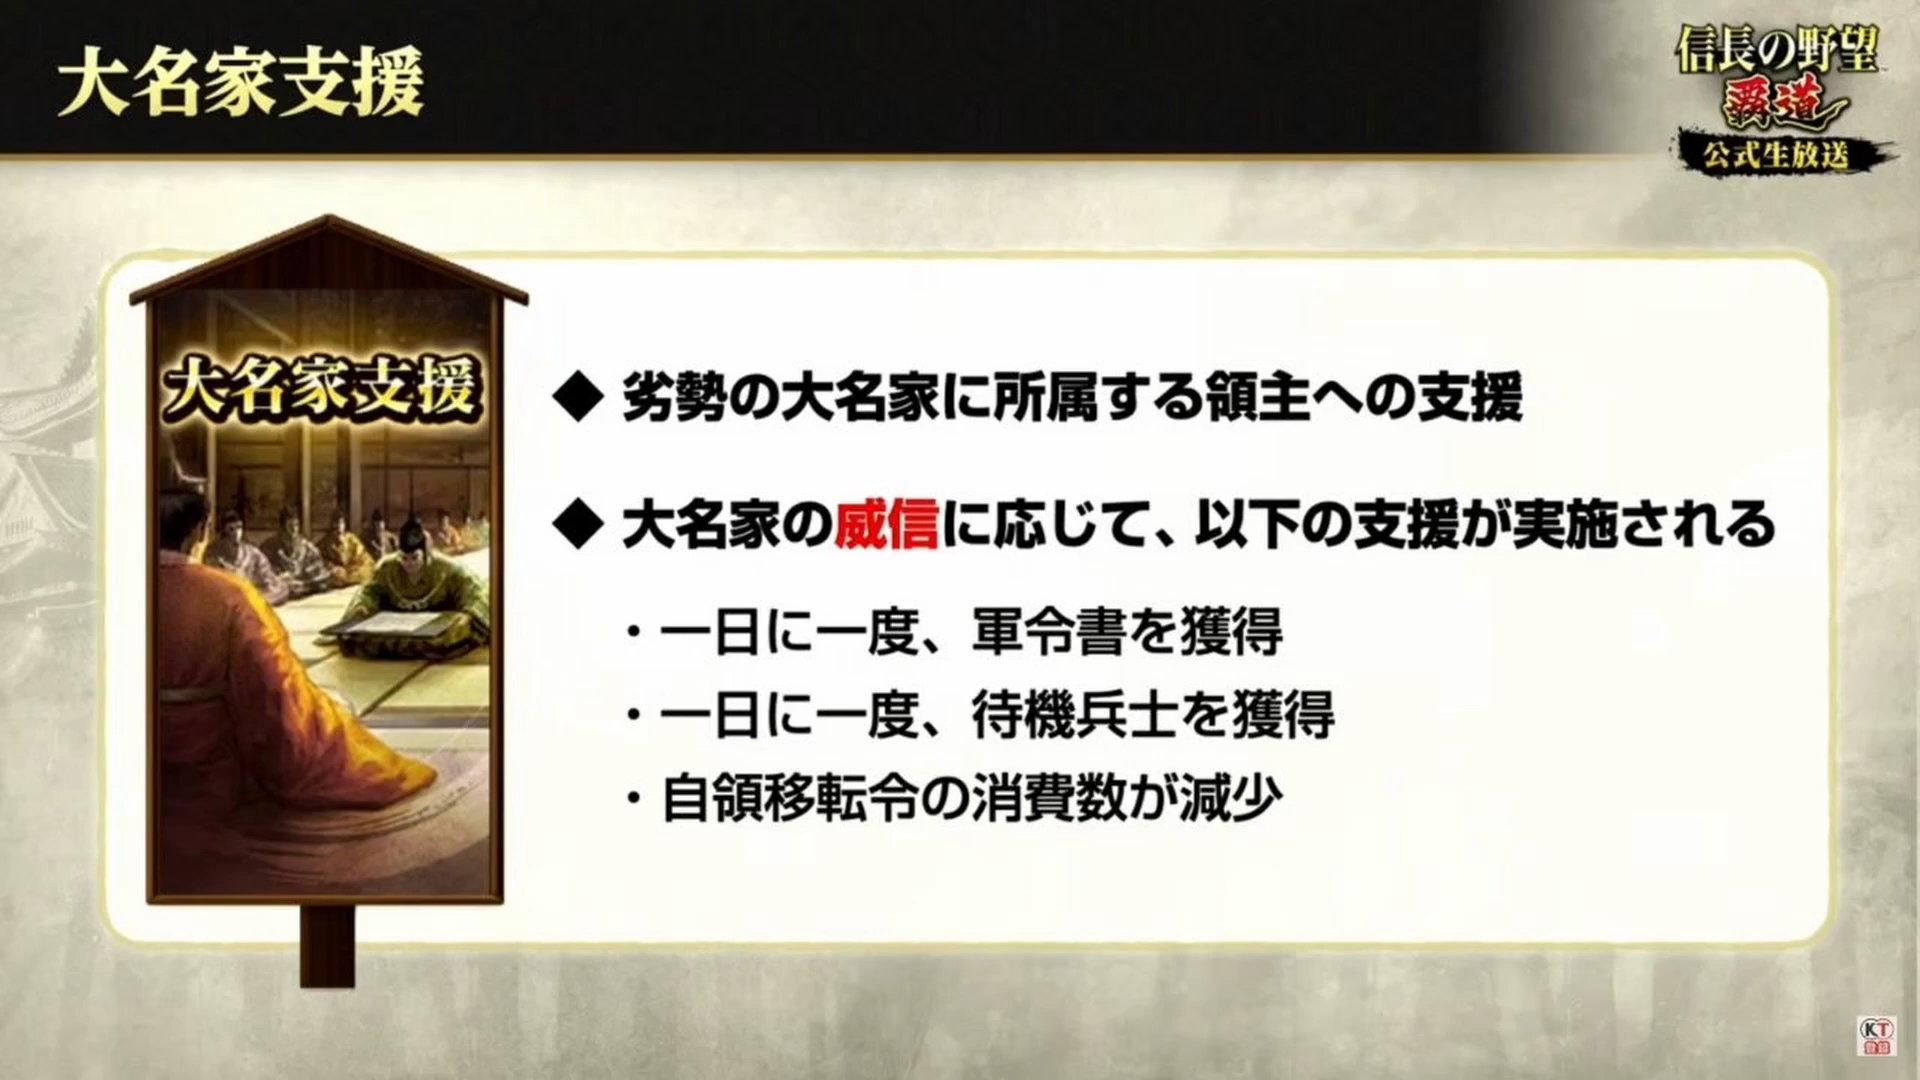 大名家支援
信長の野望
覇道
公式生放送
大名家支援
◆ 劣勢の大名家に所属する領主への支援
◆ 大名家の威信に応じて、以下の支援が実施される
・一日に一度、軍令書を獲得
・一日に一度、待機兵士を獲得
・自領移転令の消費数が減少
KT